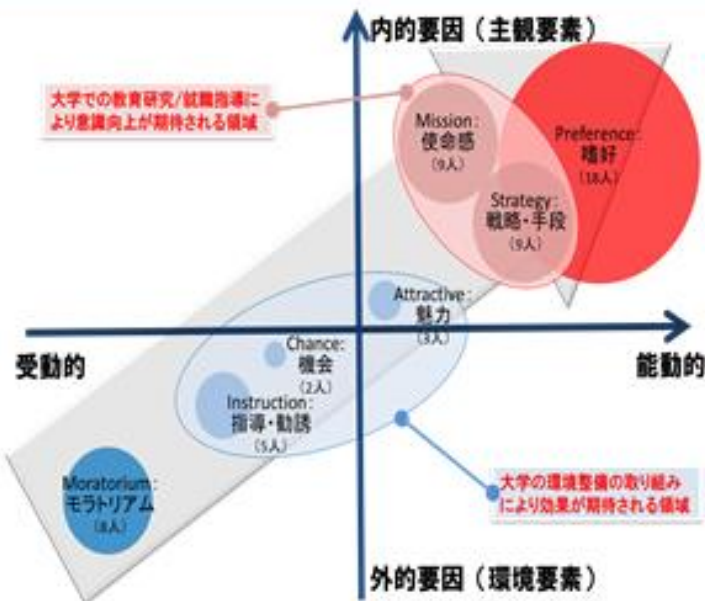 内的要因（主観要素）
大学での教育研究/就職指導に
より意識向上が期待される領域
Mission:
使命感
(9人)
Preference:
嗜好
(18人)
Strategy:
戦略・手段
(9人)
Attractive:
魅力
(3人)
受動的
能動的
Chance:
機会
(2人)
Instruction:
指導・勧誘
(5人)
Moratorium:
モラトリアム
(8人)
大学の環境整備の取り組み
により効果が期待される領域
外的要因（環境要素）